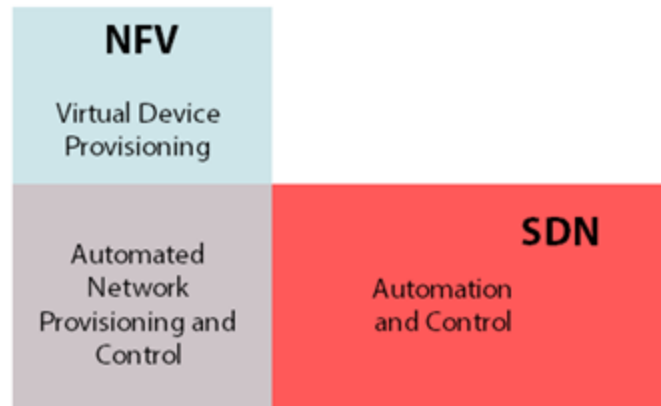 NFV
Virtual Device
Provisioning
Automated
Network
Provisioning and
Control
SDN
Automation
and Control